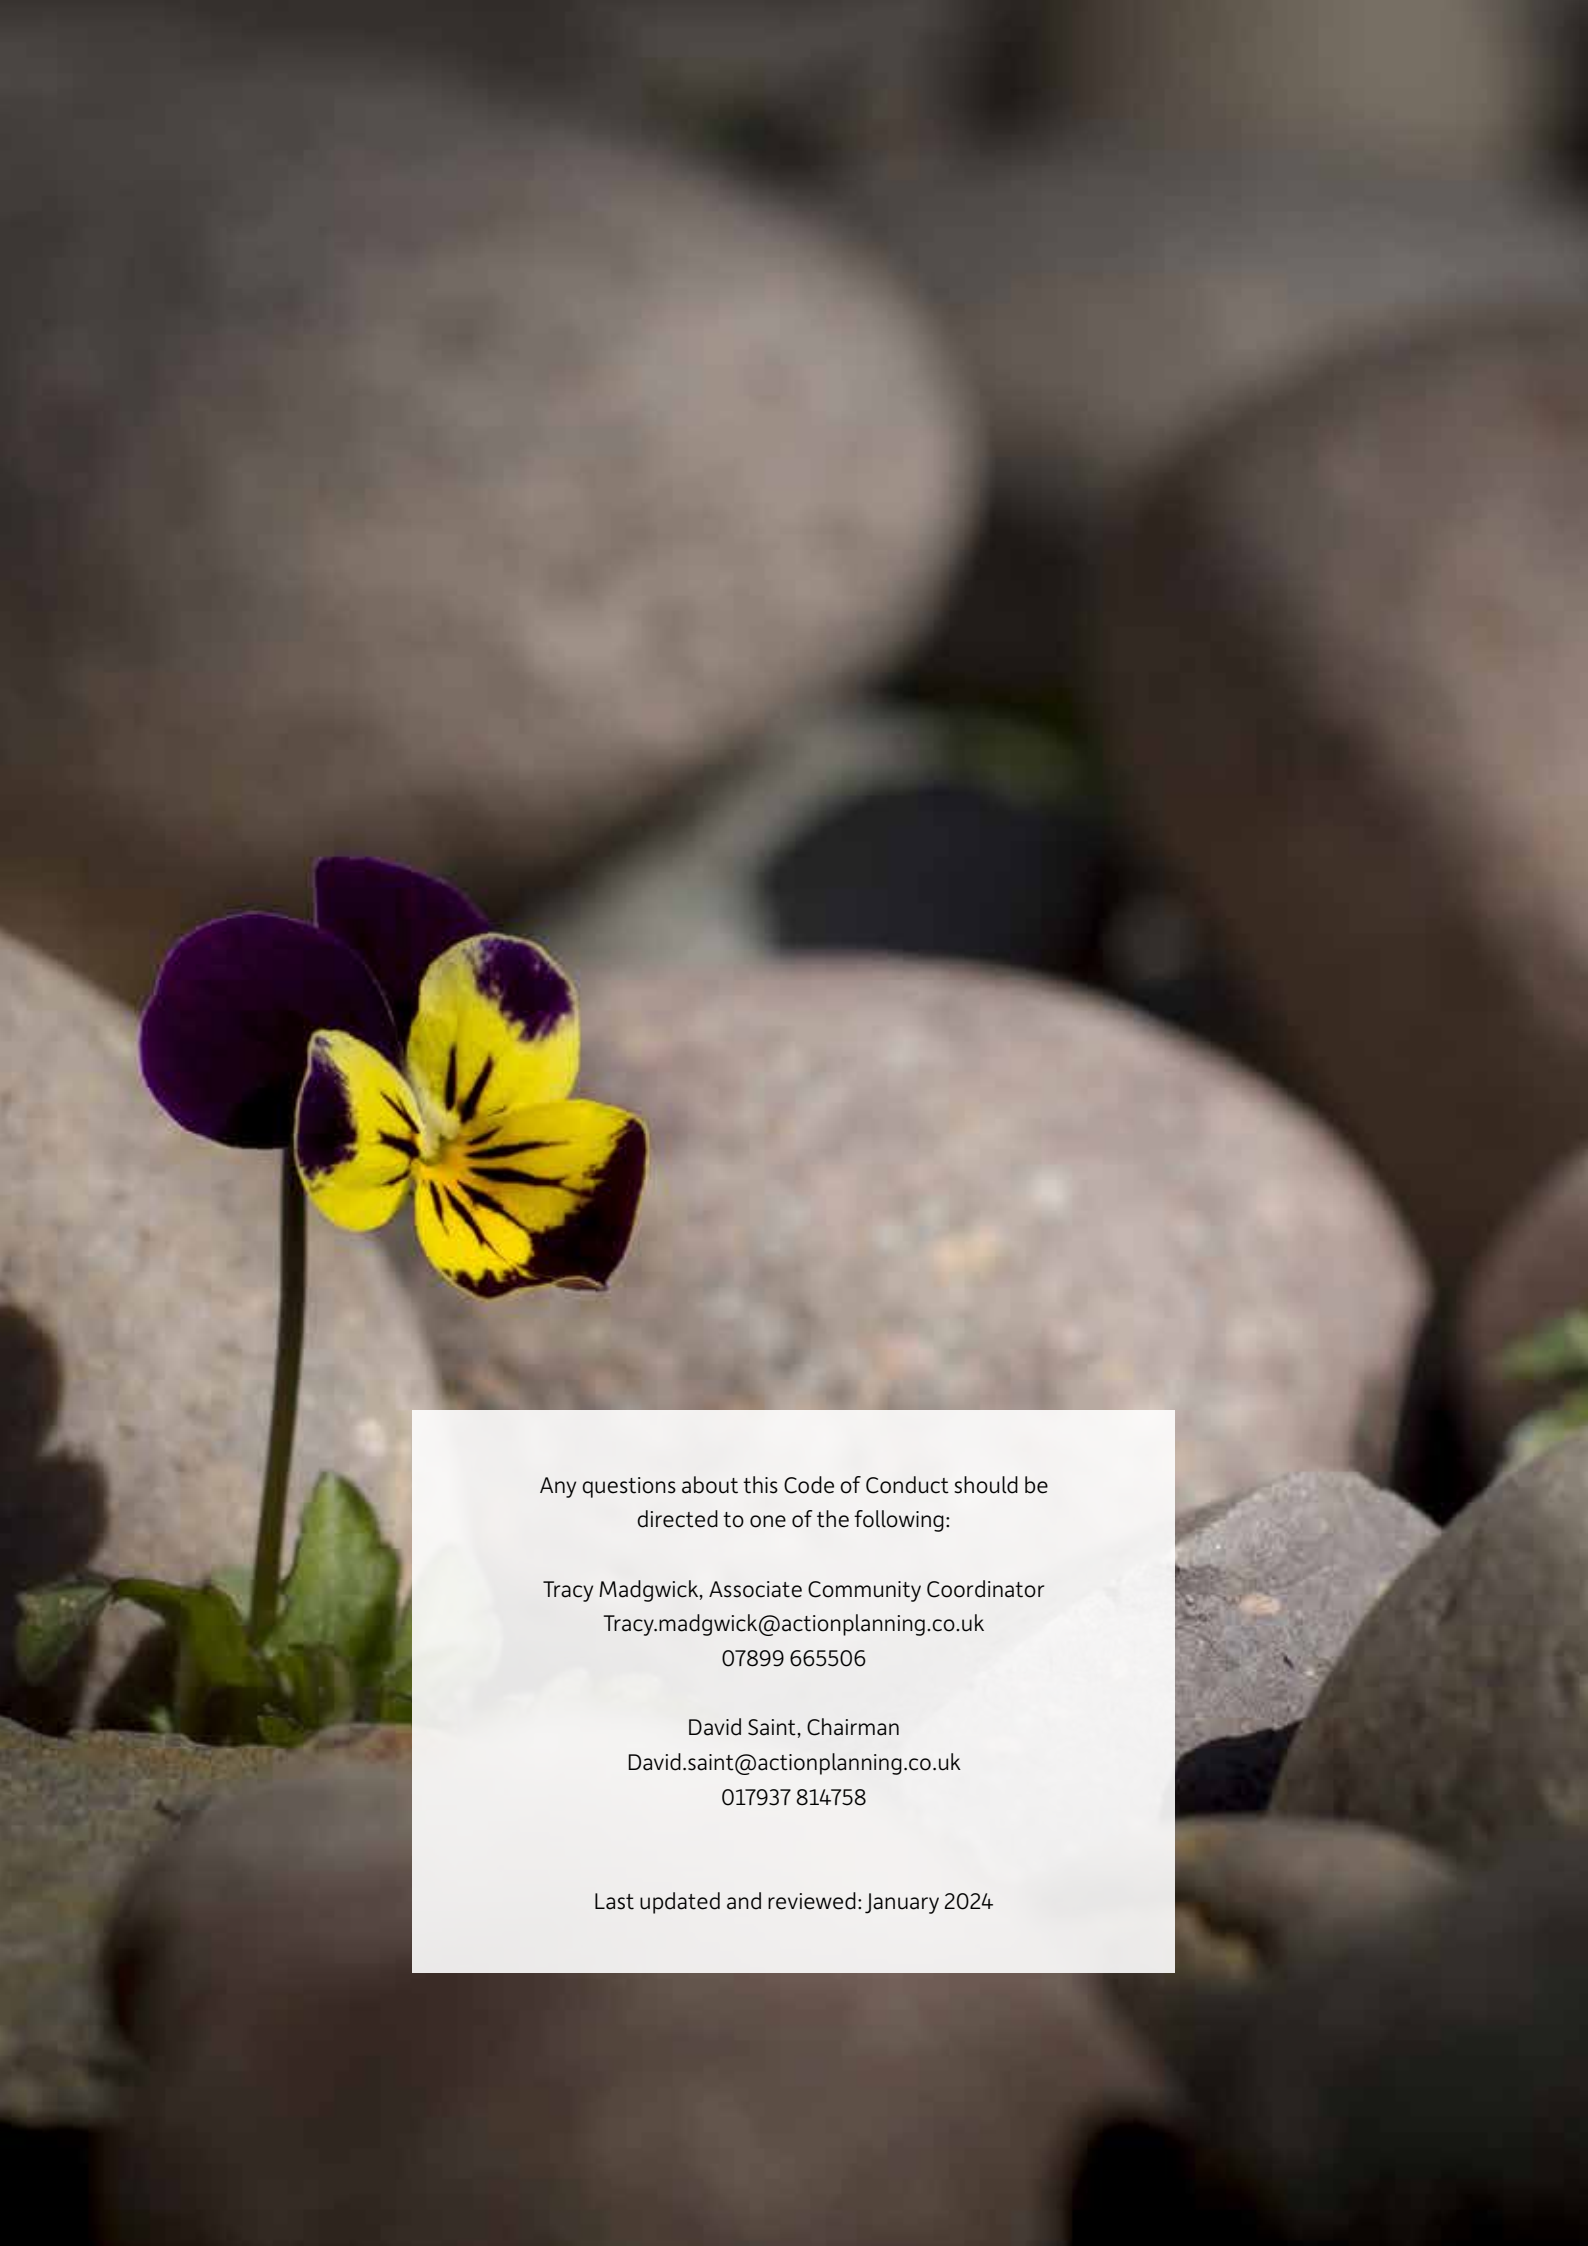 Any questions about this Code of Conduct should be
directed to one of the following:
Tracy Madgwick, Associate Community Coordinator
Tracy.madgwick@actionplanning.co.uk
07899 665506
David Saint, Chairman
David.saint@actionplanning.co.uk
017937 814758
Last updated and reviewed: January 2024